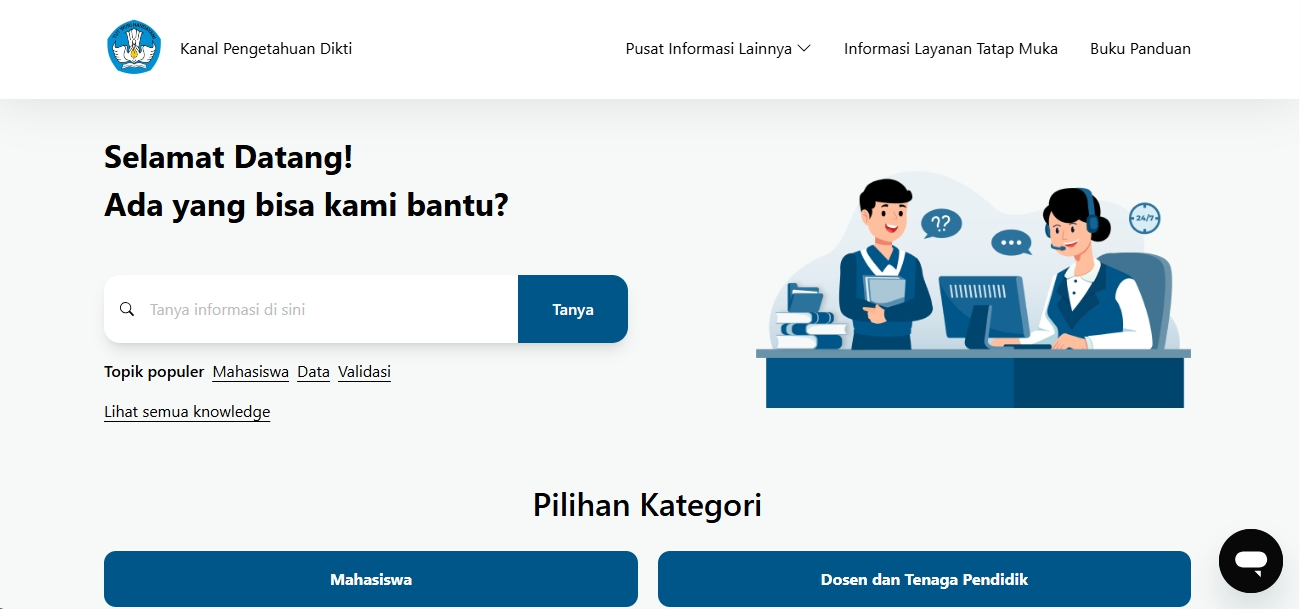 Kanal Pengetahuan Dikti
Pusat Informasi Lainnya
Informasi Layanan Tatap Muka
Buku Panduan
Selamat Datang!
Ada yang bisa kami bantu?
??
24/7
Tanya informasi di sini
Tanya
Topik populer Mahasiswa Data Validasi
Lihat semua knowledge
Pilihan Kategori
Mahasiswa
Dosen dan Tenaga Pendidik